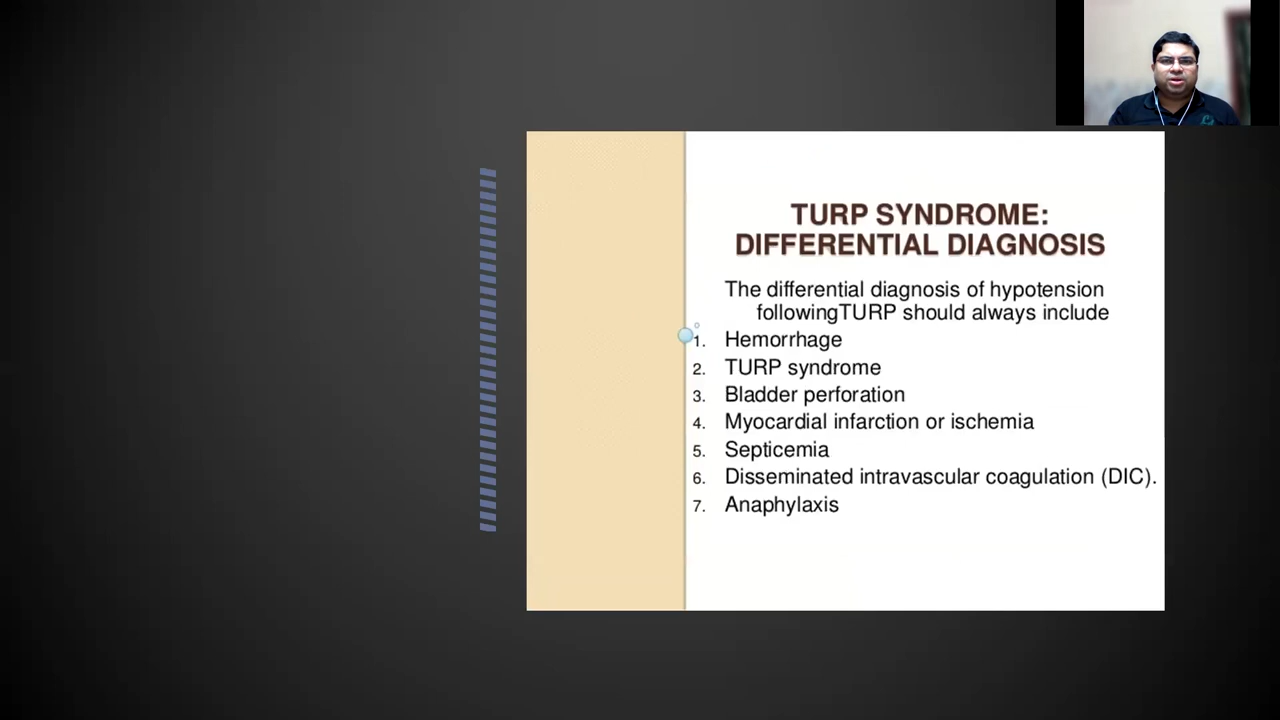 TURP SYNDROME:
DIFFERENTIAL DIAGNOSIS
The differential diagnosis of hypotension
followingTURP should always include
1. Hemorrhage
2. TURP syndrome
3. Bladder perforation
4. Myocardial infarction or ischemia
5. Septicemia
6. Disseminated intravascular coagulation (DIC).
7. Anaphylaxis